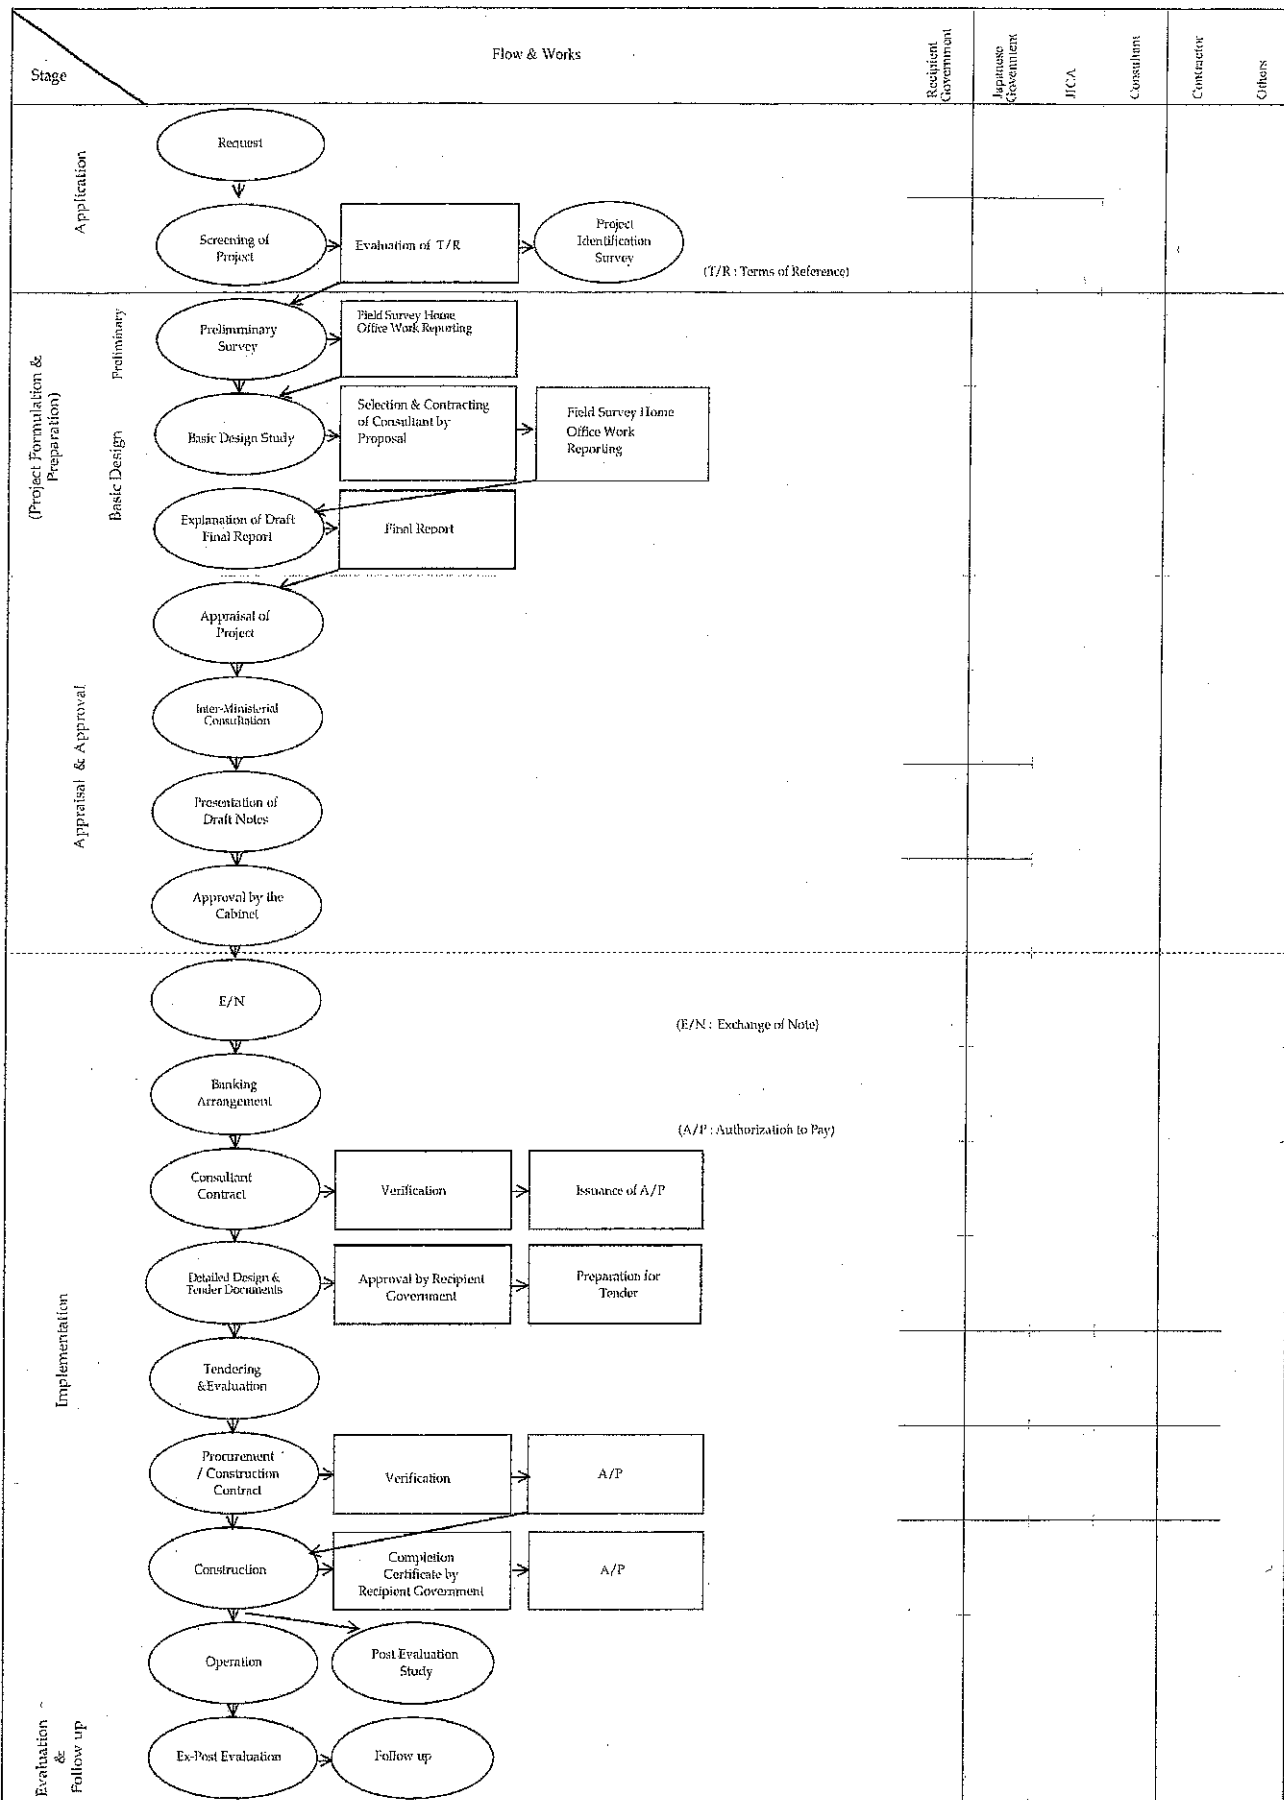 Stage
Flow & Works
Recipient
Government
Japanese
Government
JICA
Consultant
Contractor
Others
Application
Request
Screening of
Project
Evaluation of T/R
Project
Identification
Survey
(T/R : Terms of Reference)
(Project Formulation &
Preparation)
Preliminary
Prelimminary
Survey
Field Survey Home
Office Work Reporting
Basic Design
Basic Design Study
Selection & Contracting
of Consultant by
Proposal
Field Survey Home
Office Work
Reporting
Explanation of Draft
Final Report
Final Report
Appraisal & Approval
Appraisal of
Project
Inter-Ministerial
Consultation
Presentation of
Draft Notes
Approval by the
Cabinet
Implementation
E/N
(E/N : Exchange of Note)
Banking
Arrangement
(A/P : Authorization to Pay)
Consultant
Contract
Verification
Issuance of A/P
Detailed Design &
Tender Documents
Approval by Recipient
Government
Preparation for
Tender
Tendering
&Evaluation
Procurement
/ Construction
Contract
Verification
A/P
Construction
Completion
Certificate by
Recipient Government
A/P
Operation
Post Evaluation
Study
Evaluation
&
Follow up
Ex-Post Evaluation
Follow up